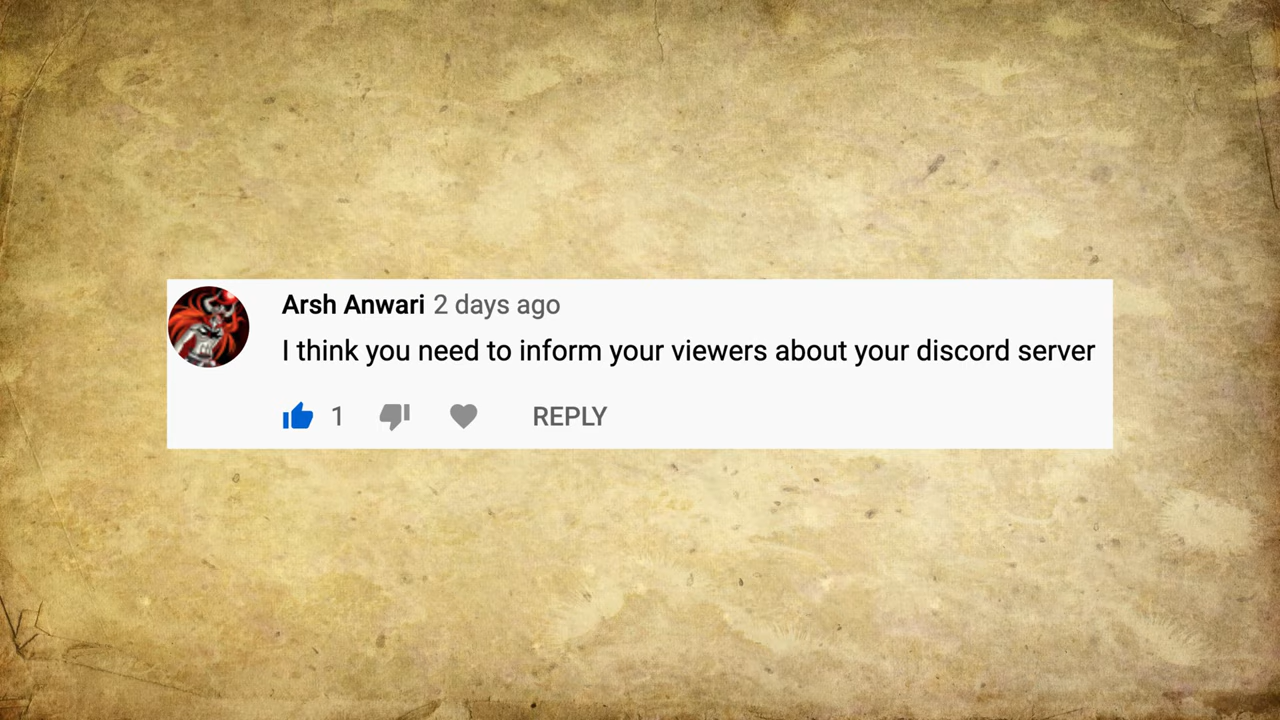 Arsh Anwari 2 days ago
I think you need to inform your viewers about your discord server
1 REPLY